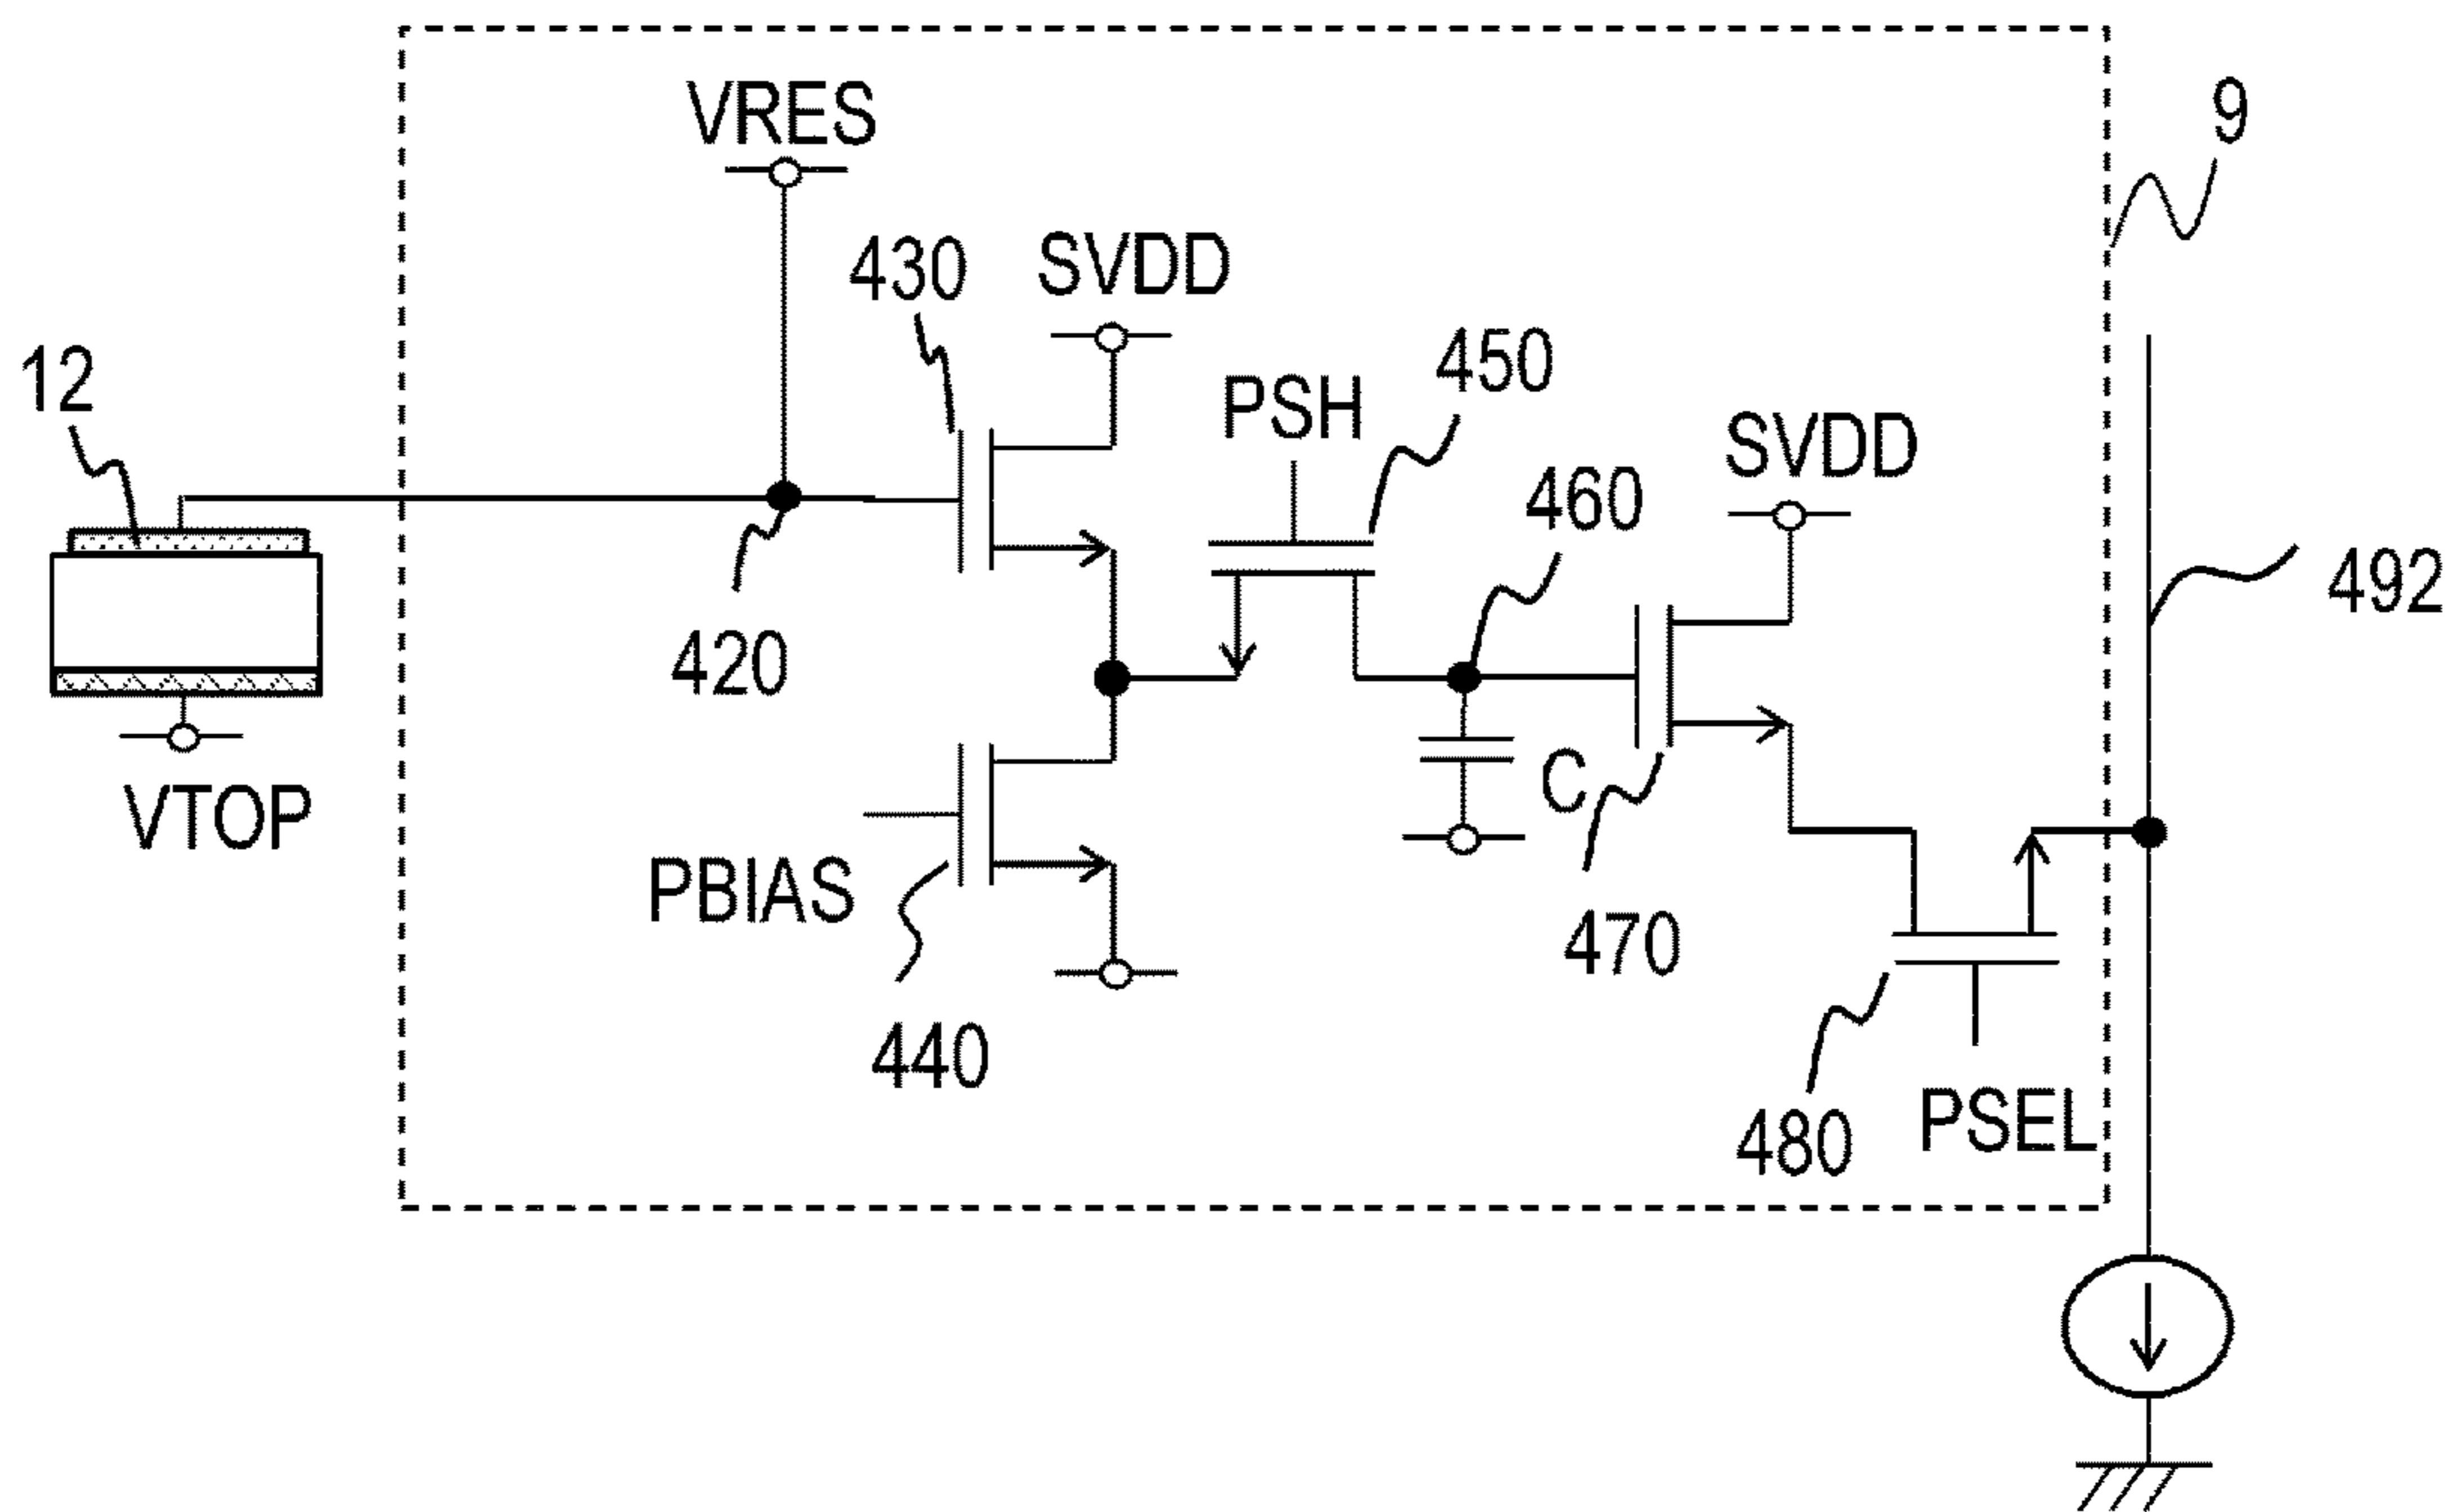 VRES
9
430
SVDD
12
450
PSH
SVDD
460
492
420
VTOP
C
PBIAS
470
440
480
PSEL